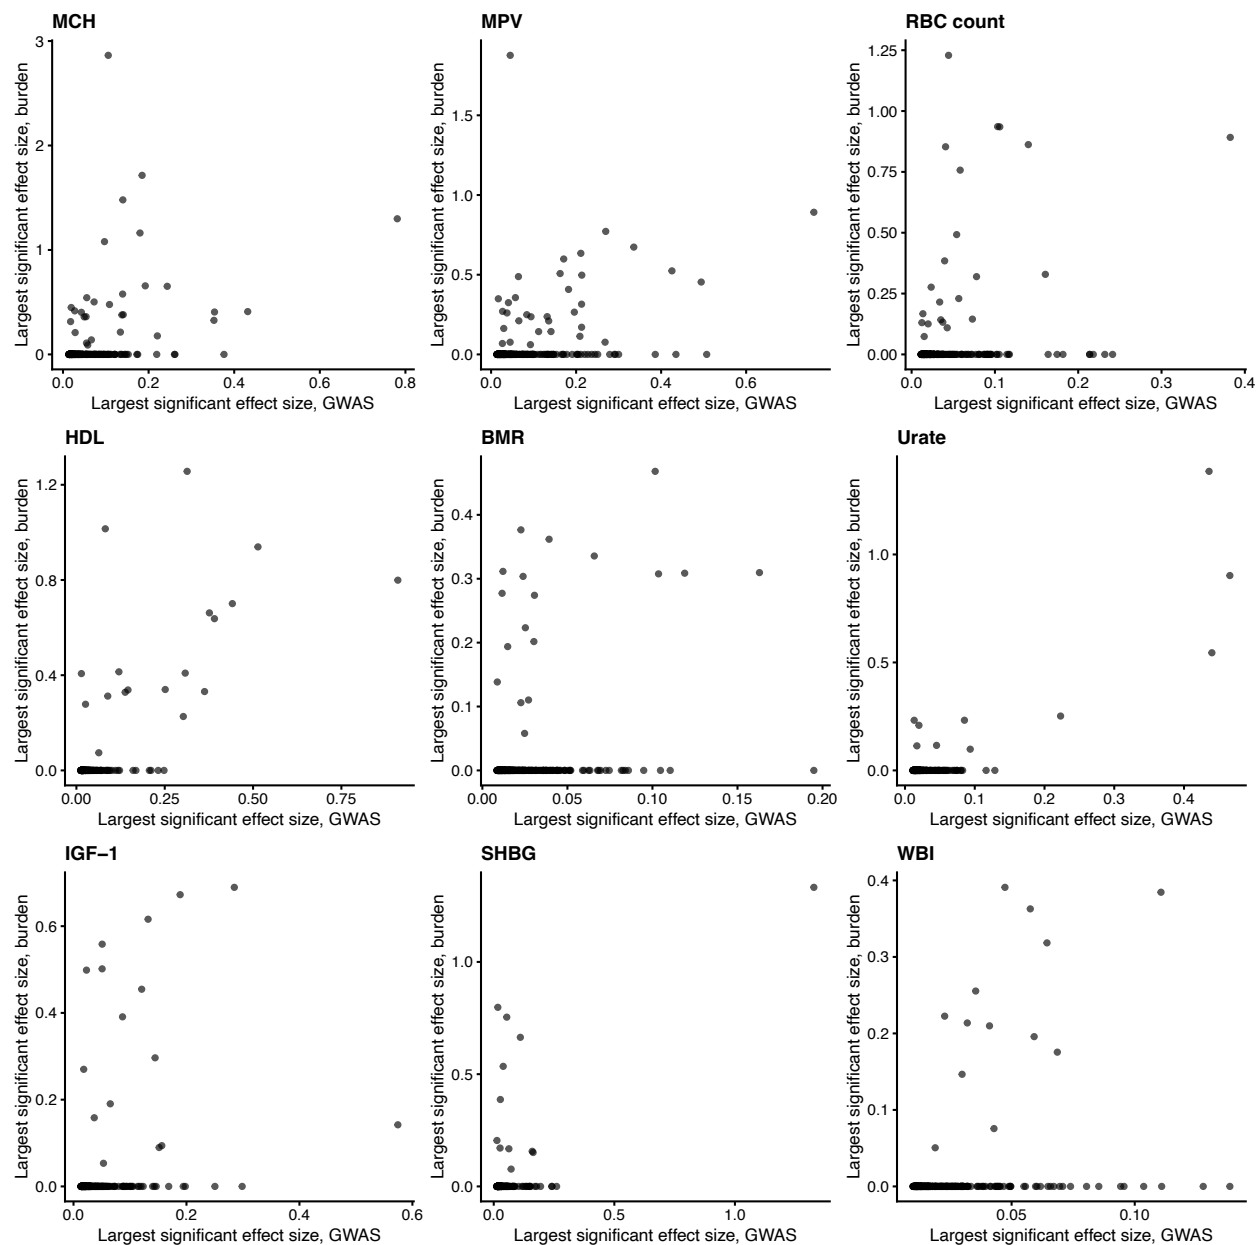 MCH
MPV
RBC count
Largest significant effect size, burden
3
2
1
0
0.0 0.2 0.4 0.6 0.8
Largest significant effect size, GWAS
Largest significant effect size, burden
1.5
1.0
0.5
0.0
0.0 0.2 0.4 0.6
Largest significant effect size, GWAS
Largest significant effect size, burden
1.25
1.00
0.75
0.50
0.25
0.00
0.0 0.1 0.2 0.3 0.4
Largest significant effect size, GWAS
HDL
BMR
Urate
Largest significant effect size, burden
1.2
0.8
0.4
0.0
0.00 0.25 0.50 0.75
Largest significant effect size, GWAS
Largest significant effect size, burden
0.4
0.3
0.2
0.1
0.0
0.00 0.05 0.10 0.15 0.20
Largest significant effect size, GWAS
Largest significant effect size, burden
1.0
0.5
0.0
0.0 0.1 0.2 0.3 0.4
Largest significant effect size, GWAS
IGF−1
SHBG
WBI
Largest significant effect size, burden
0.6
0.4
0.2
0.0
0.0 0.2 0.4 0.6
Largest significant effect size, GWAS
Largest significant effect size, burden
1.0
0.5
0.0
0.0 0.5 1.0
Largest significant effect size, GWAS
Largest significant effect size, burden
0.4
0.3
0.2
0.1
0.0
0.05 0.10
Largest significant effect size, GWAS